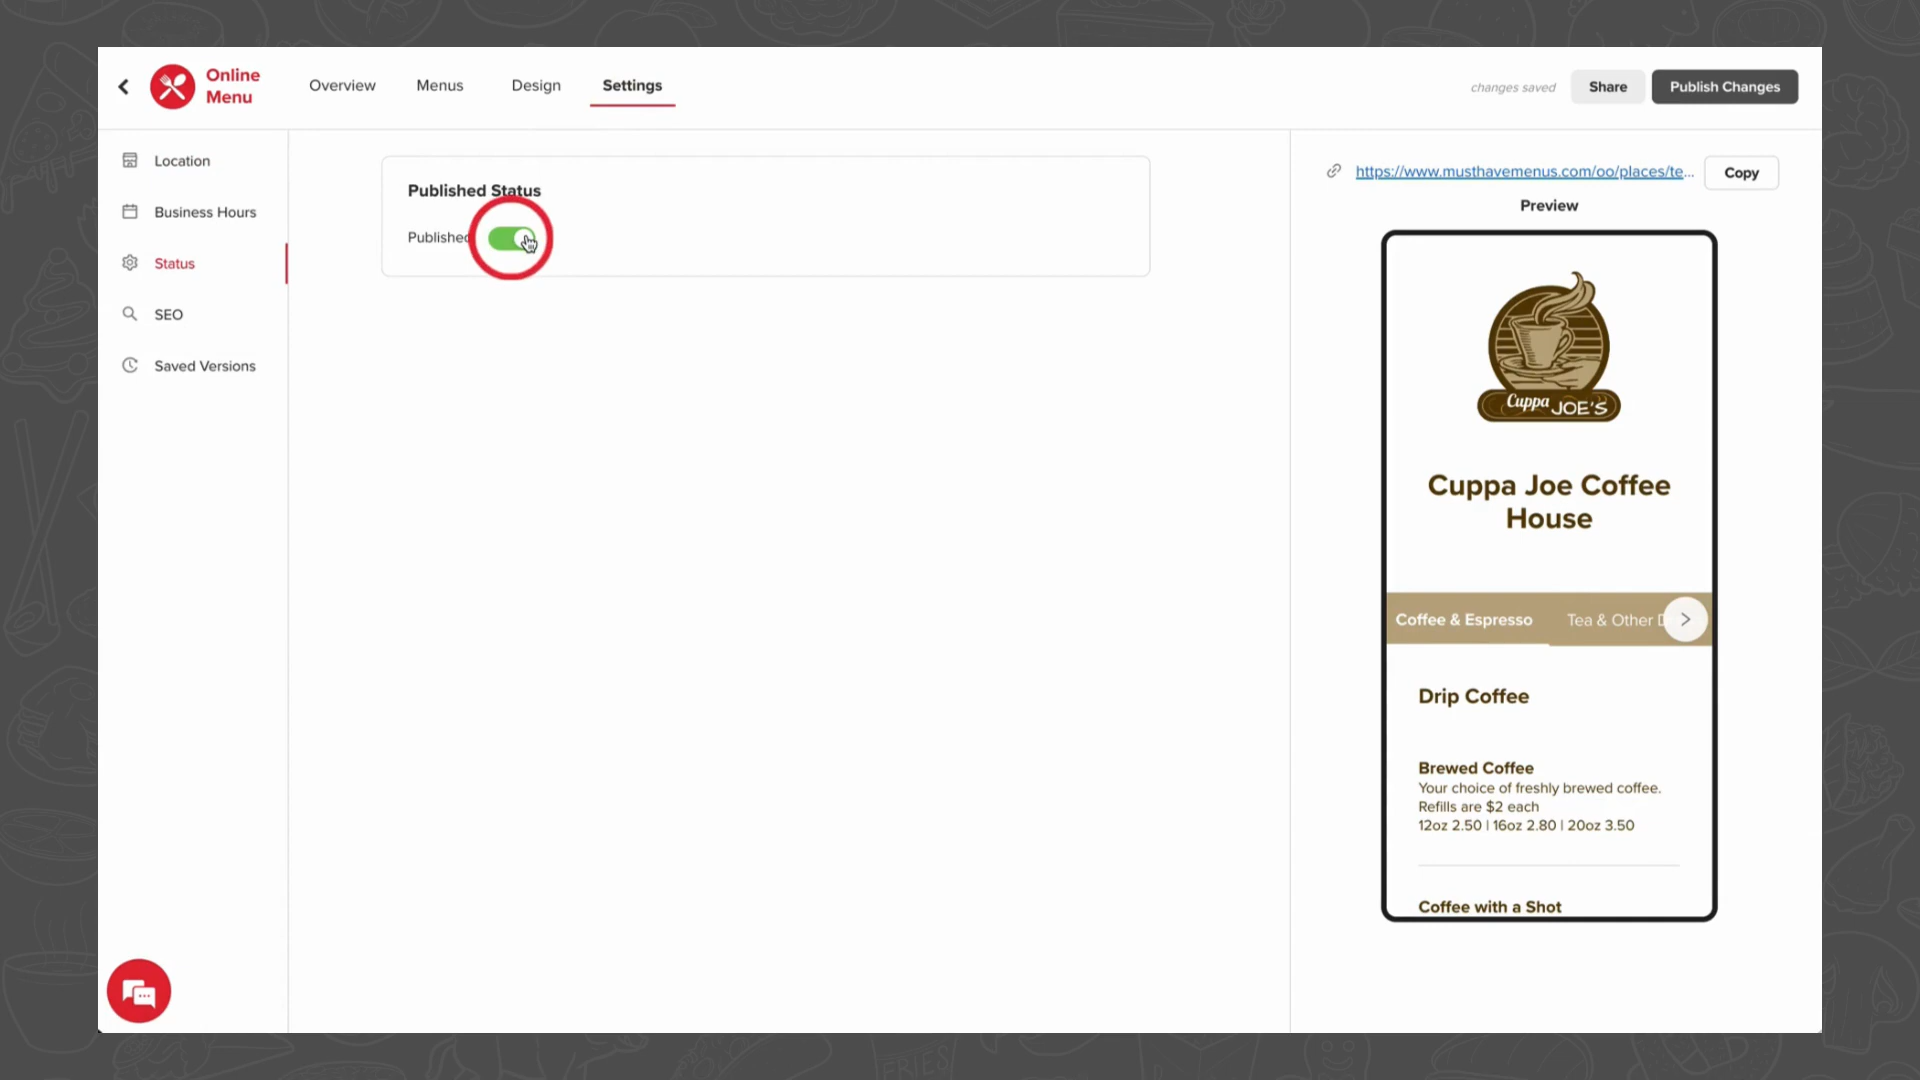 Online
Menu
Overview
Menus
Design
Settings
changes saved
Share
Publish Changes
Location
Business Hours
Status
SEO
Saved Versions
Published Status
Published
https://www.musthavemenus.com/oo/places/te...
Copy
Preview
Cuppa JOE'S
Cuppa Joe Coffee
House
Coffee & Espresso
Tea & Other
Drip Coffee
Brewed Coffee
Your choice of freshly brewed coffee.
Refills are $2 each
12oz 2.50 | 16oz 2.80 | 20oz 3.50
Coffee with a Shot
FRIES